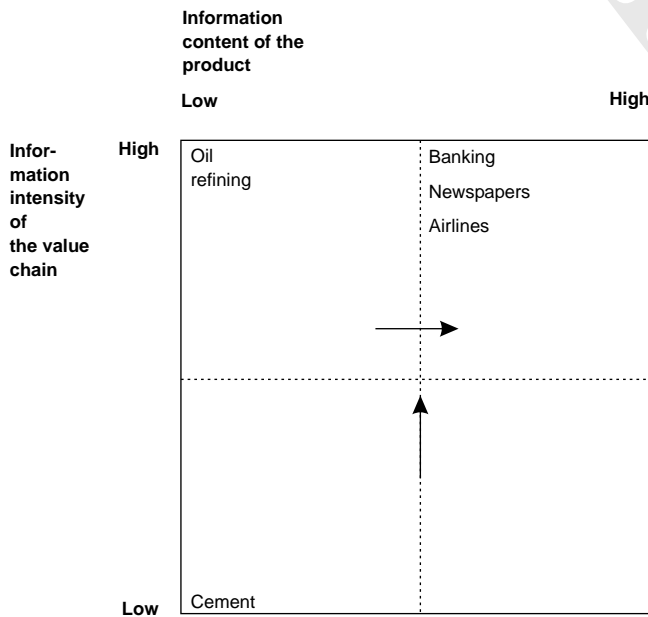 Information
content of the
product
Low
High
Infor-
mation
intensity
of
the value
chain
High
Oil
refining
Banking
Newspapers
Airlines
Low
Cement